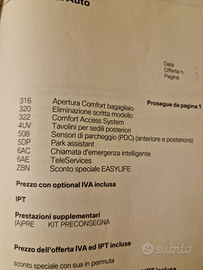 Auto
Data
Offerta n.
Pagina
Prosegue da pagina 1
316 Apertura Comfort bagagliaio
320 Eliminazione scritta modello
322 Comfort Access System
4UV Tavolini per sedili posteriori
508 Sensori di parcheggio (PDC) (anteriore e posteriore)
5DP Park assistant
6AC Chiamata d'emergenza intelligente
6AE TeleServices
ZBN Sconto speciale EASYLIFE
Prezzo con optional IVA inclusa
IPT
Prestazioni supplementari
(A)PRE KIT PRECONSEGNA
Prezzo dell'offerta IVA ed IPT incluse
sconto speciale con sua in permuta
subito